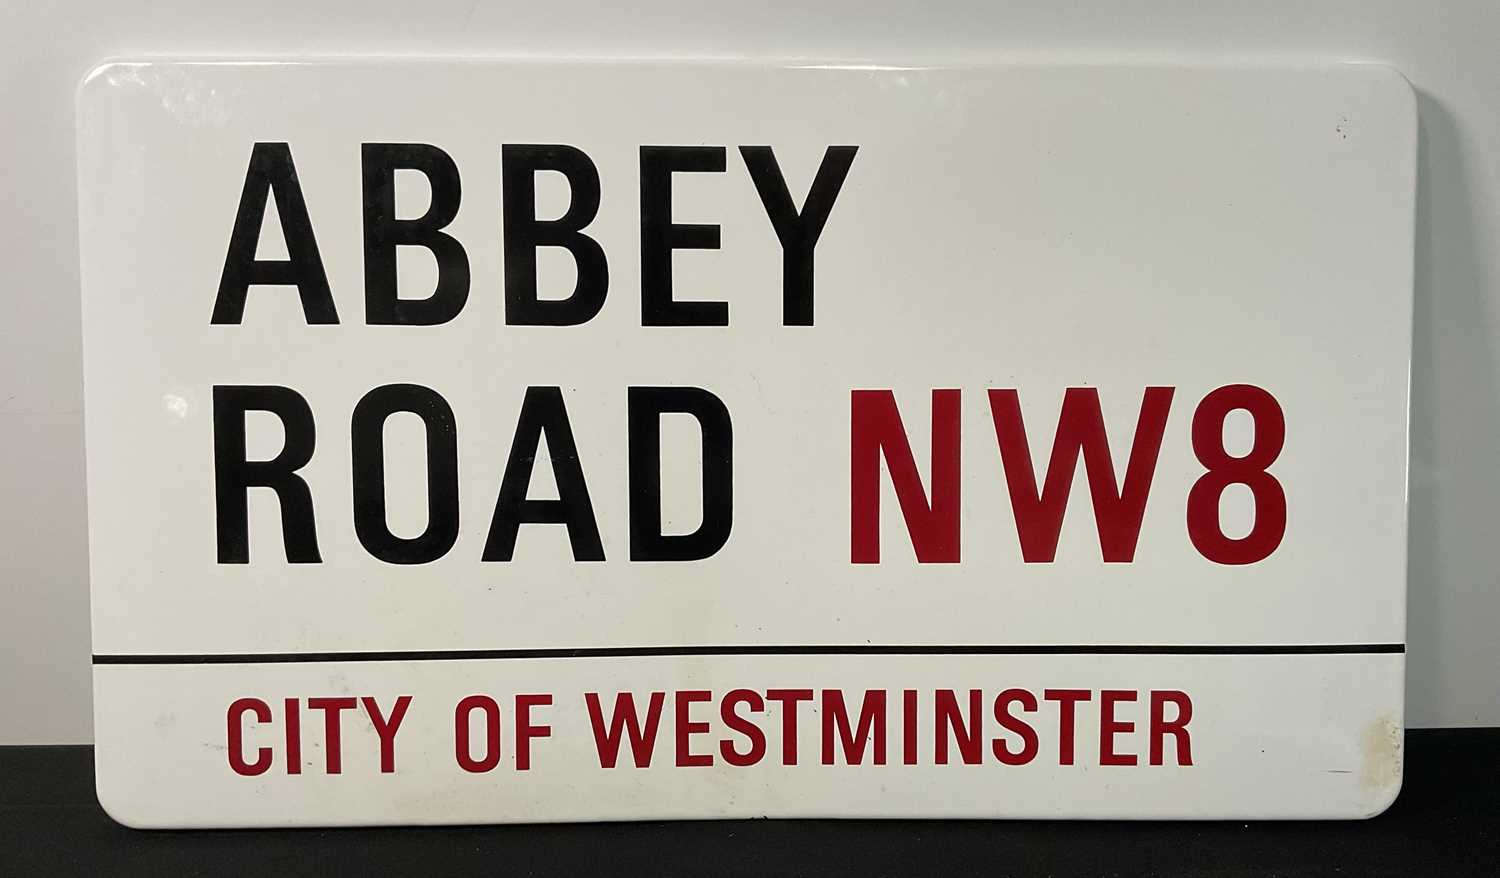 ABBEY
ROAD NW8
CITY OF WESTMINSTER